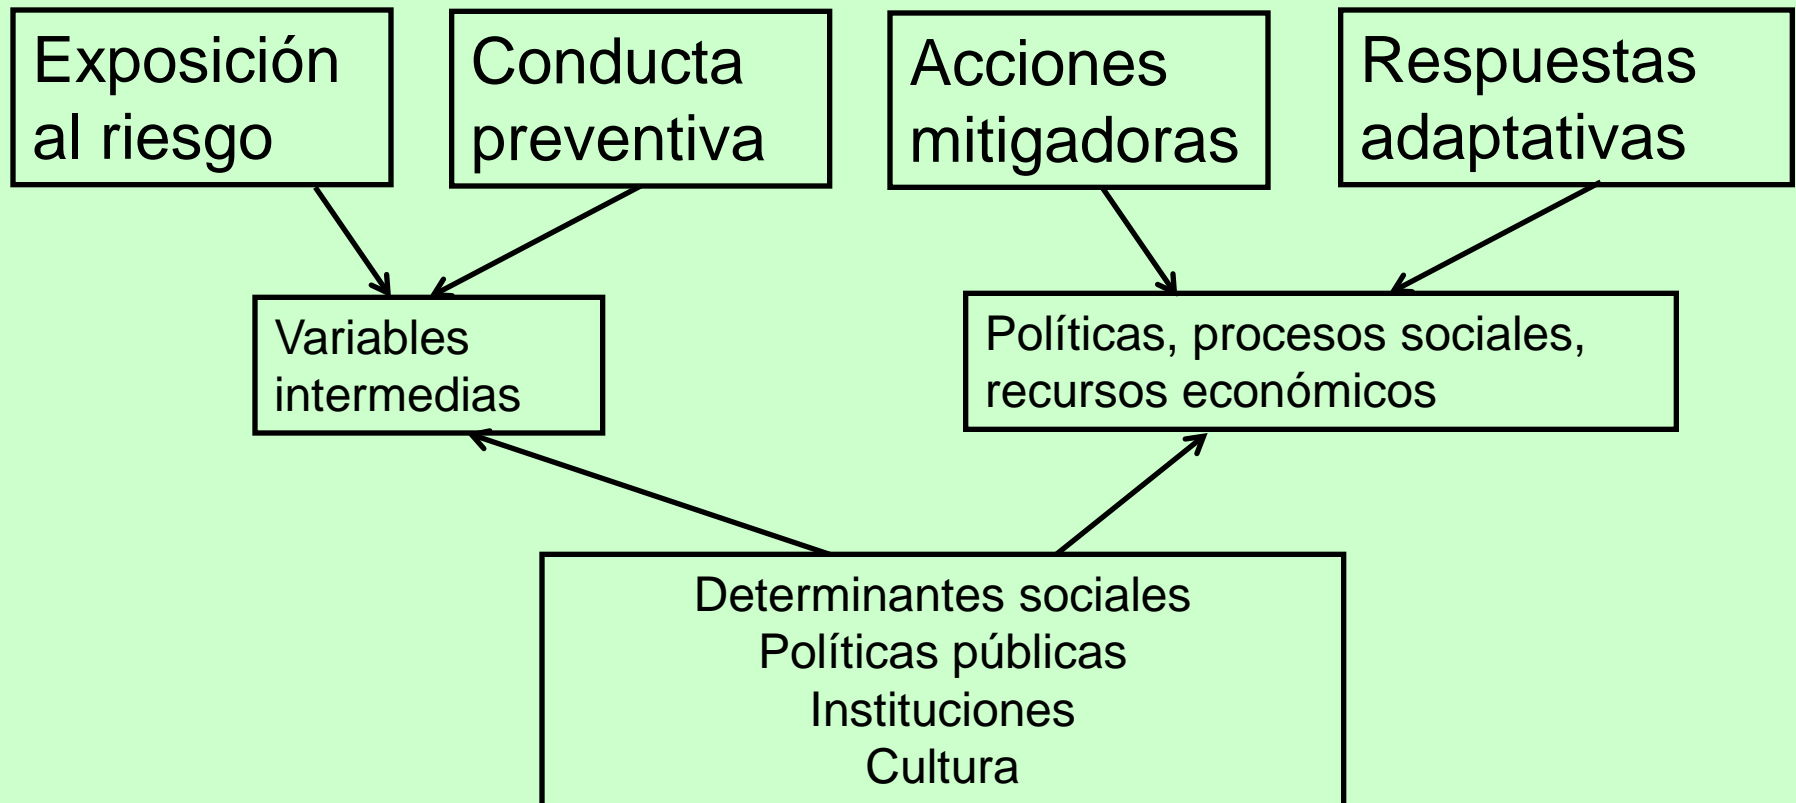 Exposición
al riesgo
Conducta
preventiva
Acciones
mitigadoras
Respuestas
adaptativas
Variables
intermedias
Políticas, procesos sociales,
recursos económicos
Determinantes sociales
Políticas públicas
Instituciones
Cultura